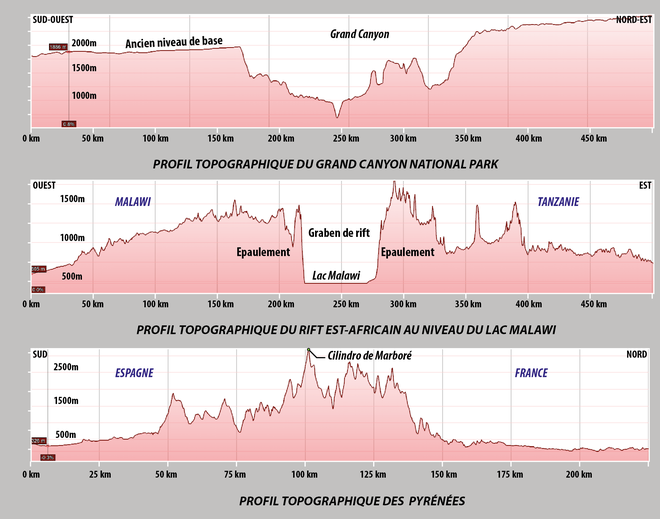 SUD-OUEST
NORD-EST
Grand Canyon
Ancien niveau de base
2000m
1500m
1000m
0 km 50 km 100 km 150 km 200 km 250 km 300 km 350 km 400 km 450 km
PROFIL TOPOGRAPHIQUE DU GRAND CANYON NATIONAL PARK
OUEST
EST
1500m
MALAWI
TANZANIE
1000m
Graben de rift
Epaulement
Epaulement
500m
Lac Malawi
0 km 50 km 100 km 150 km 200 km 250 km 300 km 350 km 400 km 450 km
PROFIL TOPOGRAPHIQUE DU RIFT EST-AFRICAIN AU NIVEAU DU LAC MALAWI
SUD
NORD
Cilindro de Marboré
2500m
ESPAGNE
FRANCE
1500m
500m
0 km 25 km 50 km 75 km 100 km 125 km 150 km 175 km 200 km
PROFIL TOPOGRAPHIQUE DES PYRÉNÉES